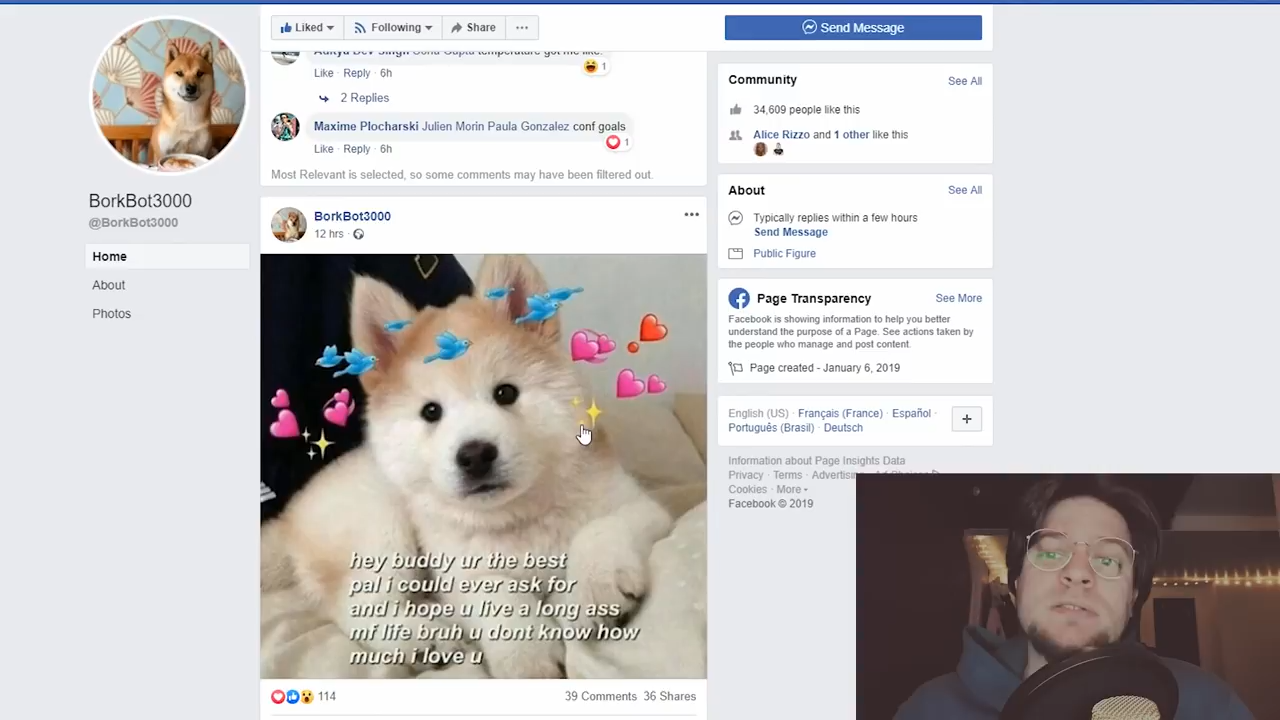 Liked
Following
Share
Send Message
temperature got me like.
1
Like · Reply · 6h
2 Replies
Maxime Plocharski Julien Morin Paula Gonzalez conf goals
1
Like · Reply · 6h
Most Relevant is selected, so some comments may have been filtered out.
BorkBot3000
@BorkBot3000
Home
About
Photos
BorkBot3000
12 hrs ·
hey buddy ur the best
pal i could ever ask for
and i hope u live a long ass
mf life bruh u dont know how
much i love u
114
39 Comments 36 Shares
Community
See All
34,609 people like this
Alice Rizzo and 1 other like this
About
See All
Typically replies within a few hours
Send Message
Public Figure
Page Transparency
See More
Facebook is showing information to help you better
understand the purpose of a Page. See actions taken by
the people who manage and post content.
Page created - January 6, 2019
English (US) · Français (France) · Español ·
Português (Brasil) · Deutsch
Information about Page Insights Data
Privacy · Terms ·
Cookies · More
Facebook © 2019